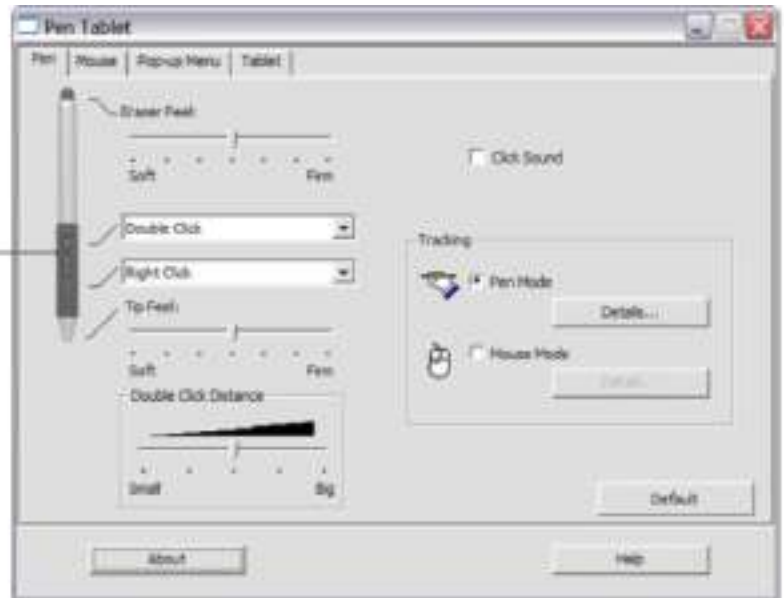 Pen Tablet
Pen Mouse Pop-up Menu Tablet
Eraser Feel:
Soft Firm
Click Sound
Double Click
Right Click
Tip Feel:
Soft Firm
Tracking
Pen Mode
Details...
Mouse Mode
Details...
Double Click Distance
Small Big
Default
About Help